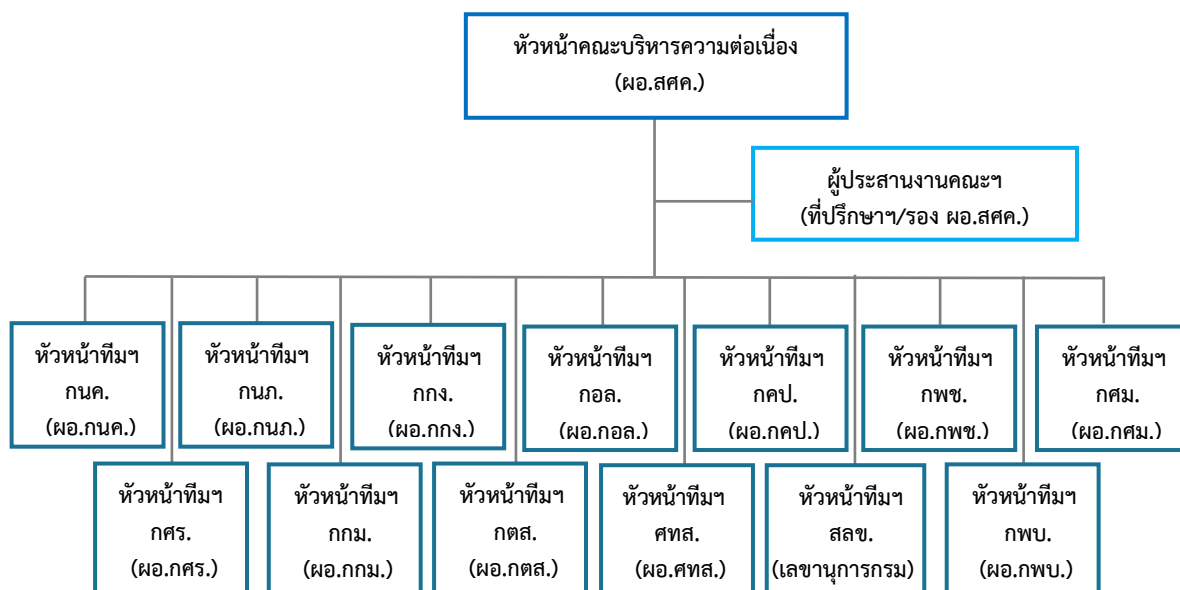 หัวหน้าคณะบริหารความต่อเนื่อง
(ผอ.สศค.)
ผู้ประสานงานคณะฯ
(ที่ปรึกษาฯ/รอง ผอ.สศค.)
หัวหน้าทีมฯ
กนค.
(ผอ.กนค.)
หัวหน้าทีมฯ
กนภ.
(ผอ.กนภ.)
หัวหน้าทีมฯ
กกง.
(ผอ.กกง.)
หัวหน้าทีมฯ
กอล.
(ผอ.กอล.)
หัวหน้าทีมฯ
กคป.
(ผอ.กคป.)
หัวหน้าทีมฯ
กพช.
(ผอ.กพช.)
หัวหน้าทีมฯ
กศม.
(ผอ.กศม.)
หัวหน้าทีมฯ
กศร.
(ผอ.กศร.)
หัวหน้าทีมฯ
กกม.
(ผอ.กกม.)
หัวหน้าทีมฯ
กตส.
(ผอ.กตส.)
หัวหน้าทีมฯ
ศทส.
(ผอ.ศทส.)
หัวหน้าทีมฯ
สลข.
(เลขานุการกรม)
หัวหน้าทีมฯ
กพบ.
(ผอ.กพบ.)